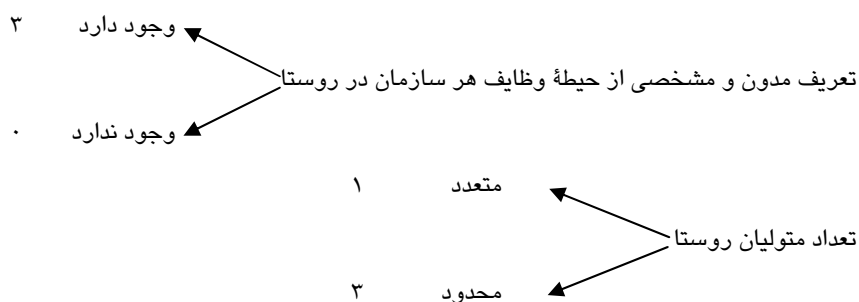 وجود دارد ۳
تعریف مدون و مشخصی از حیطۀ وظایف هر سازمان در روستا
وجود ندارد ۰
متعدد ۱
تعداد متولیان روستا
محدود ۳